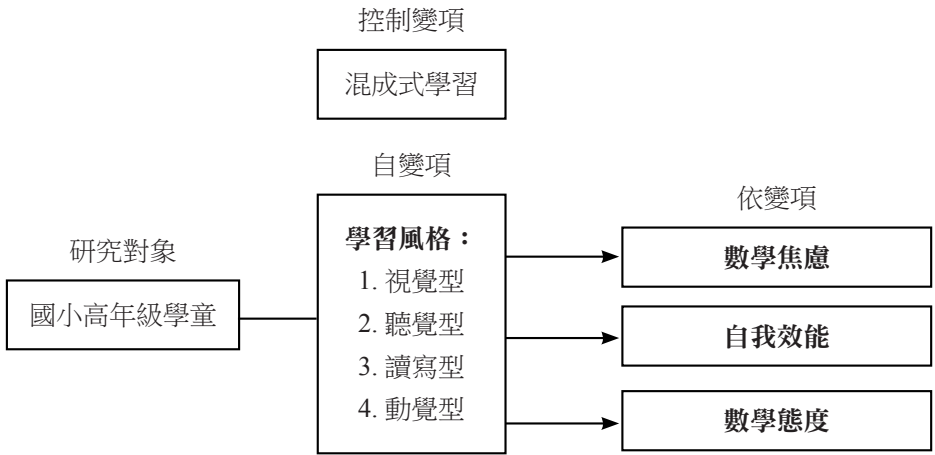 控制變項
混成式學習
自變項
學習風格：
1. 視覺型
2. 聽覺型
3. 讀寫型
4. 動覺型
研究對象
國小高年級學童
依變項
數學焦慮
自我效能
數學態度